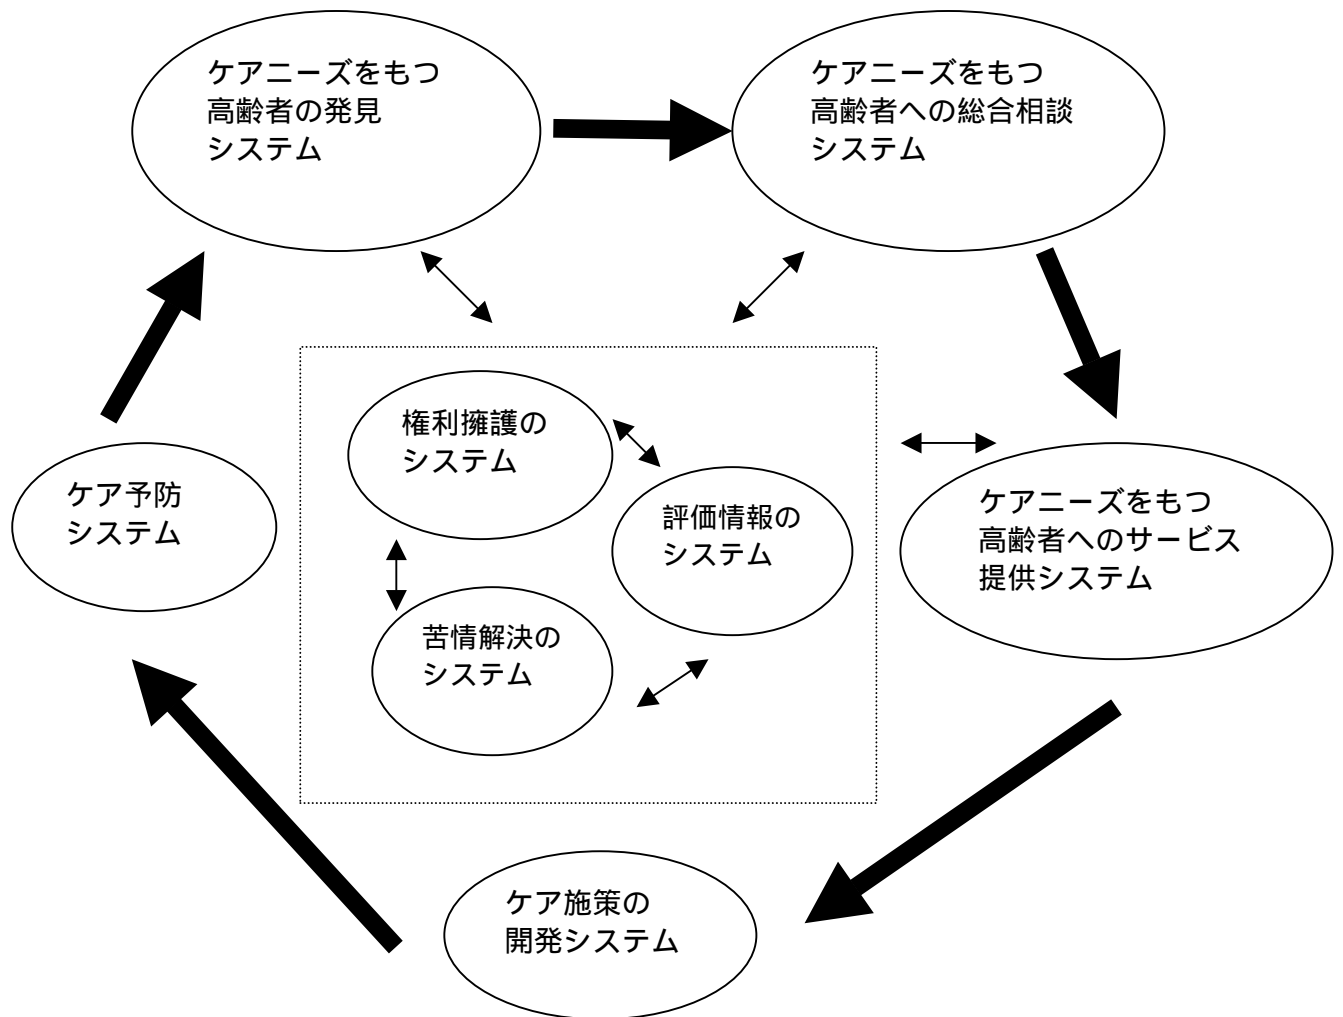 ケアニーズをもつ
高齢者の発見
システム
ケアニーズをもつ
高齢者への総合相談
システム
権利擁護の
システム
評価情報の
システム
苦情解決の
システム
ケア予防
システム
ケアニーズをもつ
高齢者へのサービス
提供システム
ケア施策の
開発システム